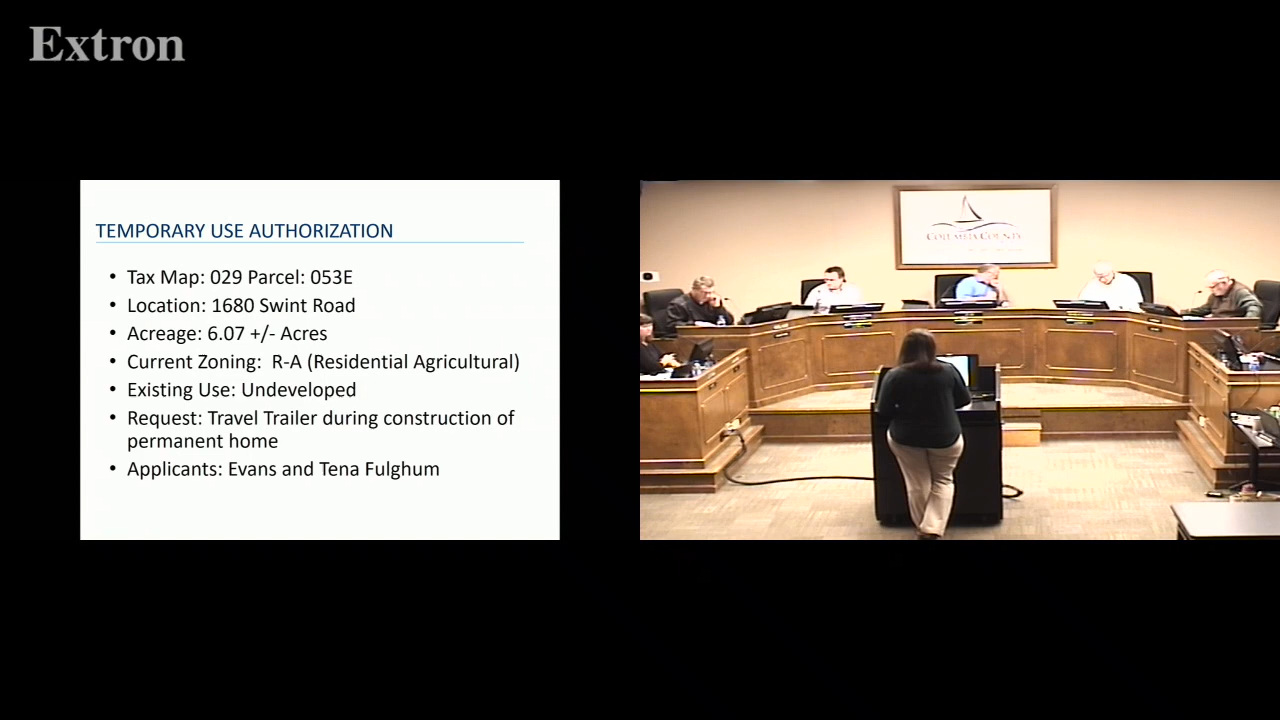 Extron
TEMPORARY USE AUTHORIZATION
• Tax Map: 029 Parcel: 053E
• Location: 1680 Swint Road
• Acreage: 6.07 +/- Acres
• Current Zoning:  R-A (Residential Agricultural)
• Existing Use: Undeveloped
• Request: Travel Trailer during construction of
permanent home
• Applicants: Evans and Tena Fulghum
COLUMBIA COUNTY